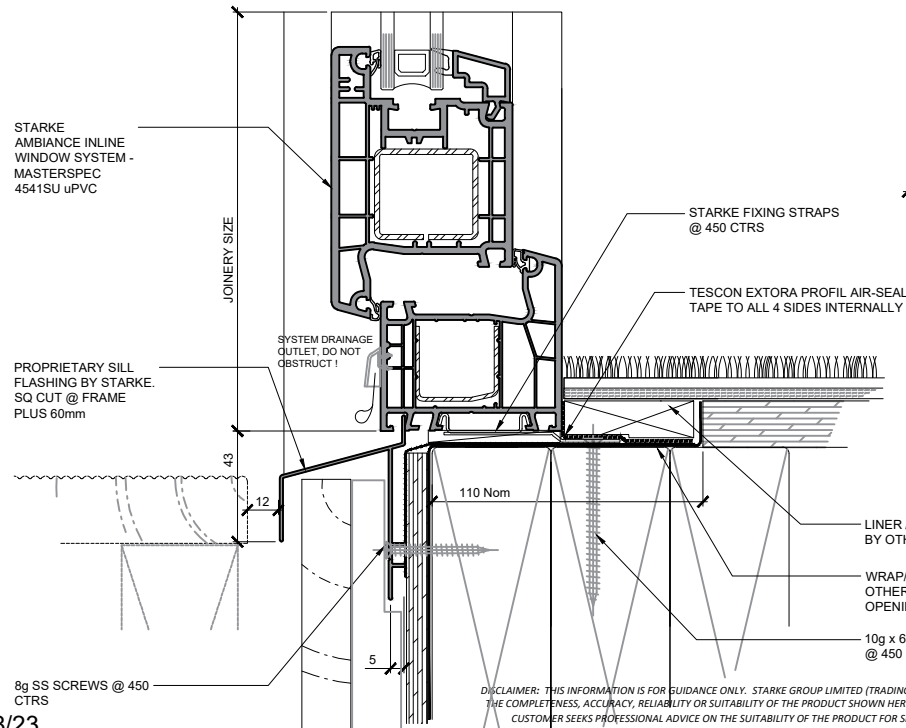 43
STARKE
AMBIANCE INLINE
WINDOW SYSTEM -
MASTERSPEC
4541SU uPVC
JOINERY SIZE
STARKE FIXING STRAPS
@ 450 CTRS
TESCON EXTORA PROFIL AIR-SEAL
TAPE TO ALL 4 SIDES INTERNALLY
SYSTEM DRAINAGE
OUTLET, DO NOT
OBSTRUCT !
PROPRIETARY SILL
FLASHING BY STARKE.
SQ CUT @ FRAME
PLUS 60mm
43
12
110 Nom
LINER
BY OTH
WRAP/
OTHER
OPENI
10g x 6
@ 450
5
8g SS SCREWS @ 450
CTRS
DISCLAIMER: THIS INFORMATION IS FOR GUIDANCE ONLY. STARKE GROUP LIMITED (TRADING
THE COMPLETENESS, ACCURACY, RELIABILITY OR SUITABILITY OF THE PRODUCT SHOWN HER
CUSTOMER SEEKS PROFESSIONAL ADVICE ON THE SUITABILITY OF THE PRODUCT FOR S
8/23